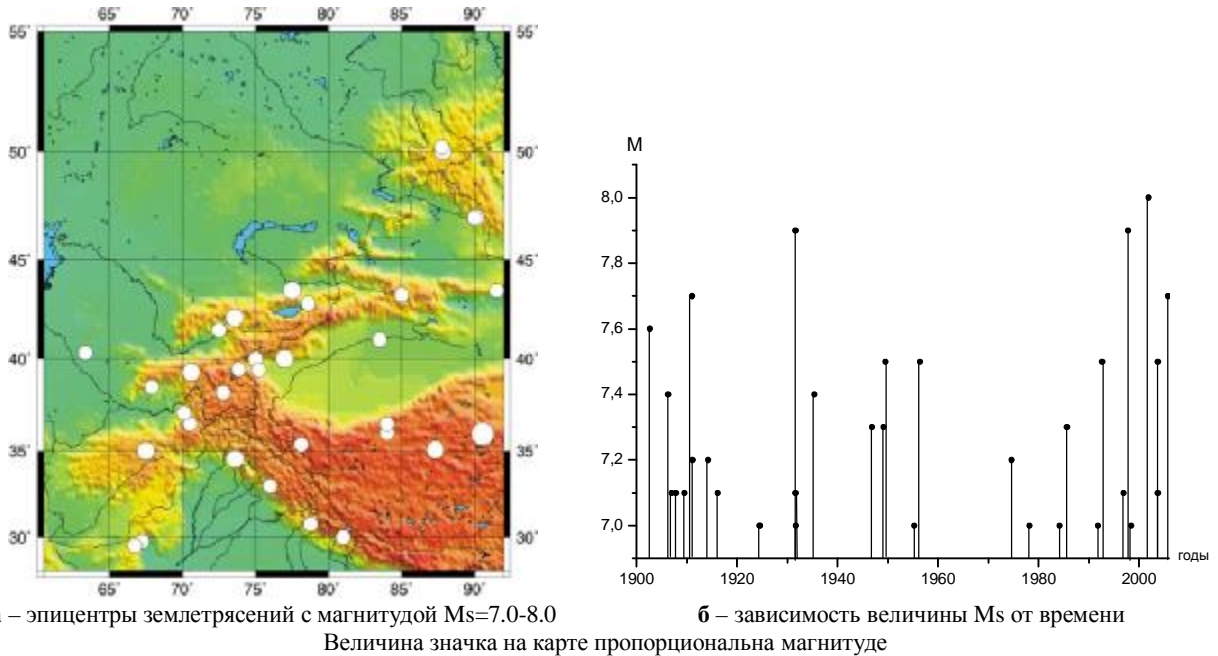 65° 70° 75° 80° 85° 90°
55° 55°
50° 50°
45° 45°
40° 40°
35° 35°
30° 30°
65° 70° 75° 80° 85° 90°
М
8,0
7,8
7,6
7,4
7,2
7,0
1900 1920 1940 1960 1980 2000
годы
– эпицентры землетрясений с магнитудой Ms=7.0-8.0
б – зависимость величины Ms от времени
Величина значка на карте пропорциональна магнитуде